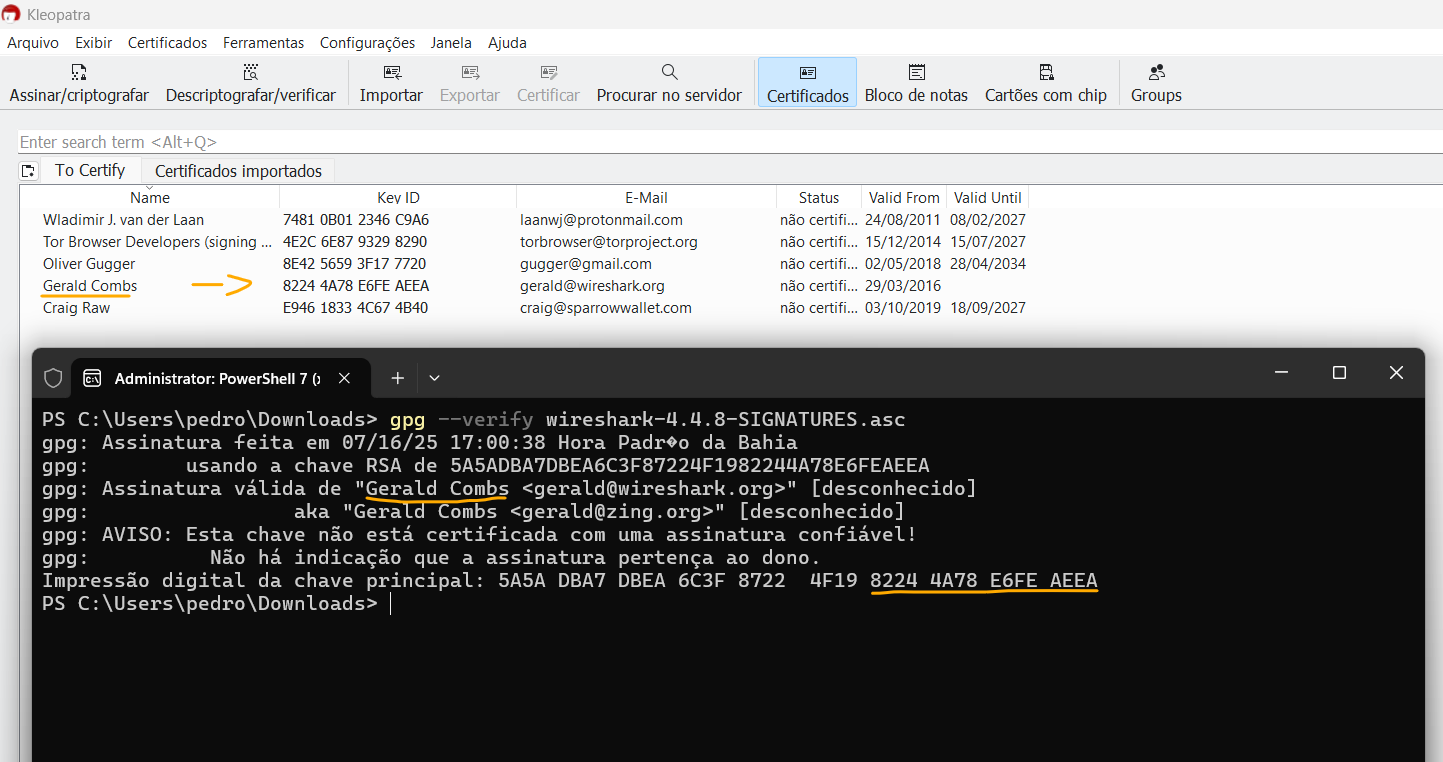 Kleopatra
Arquivo Exibir Certificados Ferramentas Configurações Janela Ajuda
Assinar/criptografar Descriptografar/verificar Importar Exportar Certificar Procurar no servidor Certificados Bloco de notas Cartões com chip Groups
Enter search term <Alt+Q>
To Certify Certificados importados
Name Key ID E-Mail Status Valid From Valid Until
Wladimir J. van der Laan 7481 0B01 2346 C9A6 laanwj@protonmail.com não certifi... 24/08/2011 08/02/2027
Tor Browser Developers (signing ... 4E2C 6E87 9329 8290 torbrowser@torproject.org não certifi... 15/12/2014 15/07/2027
Oliver Gugger 8E42 5659 3F17 7720 gugger@gmail.com não certifi... 02/05/2018 28/04/2034
Gerald Combs 8224 4A78 E6FE AEEA gerald@wireshark.org não certifi... 29/03/2016
Craig Raw E946 1833 4C67 4B40 craig@sparrowwallet.com não certifi... 03/10/2019 18/09/2027
Administrator: PowerShell 7 (x
PS C:\Users\pedro\Downloads> gpg --verify wireshark-4.4.8-SIGNATURES.asc
gpg: Assinatura feita em 07/16/25 17:00:38 Hora Padr�o da Bahia
gpg: usando a chave RSA de 5A5ADBA7DBEA6C3F87224F1982244A78E6FEAEEA
gpg: Assinatura válida de "Gerald Combs <gerald@wireshark.org>" [desconhecido]
gpg: aka "Gerald Combs <gerald@zing.org>" [desconhecido]
gpg: AVISO: Esta chave não está certificada com uma assinatura confiável!
gpg: Não há indicação que a assinatura pertença ao dono.
Impressão digital da chave principal: 5A5A DBA7 DBEA 6C3F 8722 4F19 8224 4A78 E6FE AEEA
PS C:\Users\pedro\Downloads>